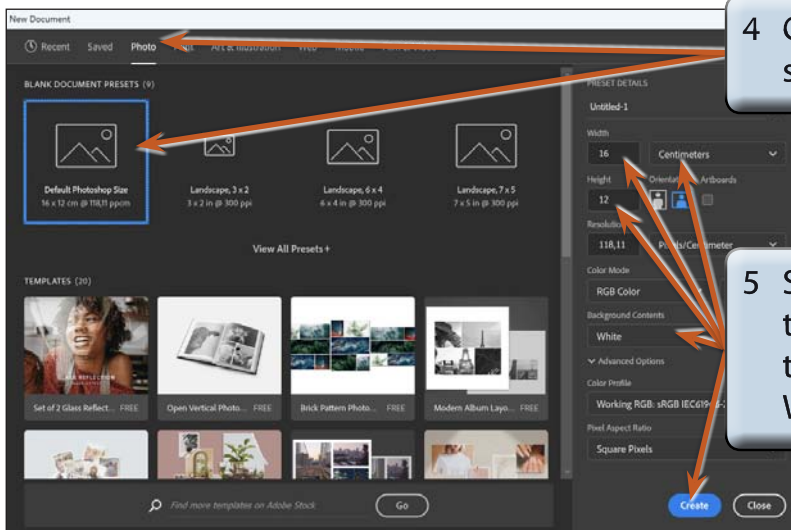 New Document
Recent Saved Photo Print Art & Illustration Web Mobile
BLANK DOCUMENT PRESETS (9)
Default Photoshop Size
16 x 12 cm @ 118,11 ppcm
Landscape, 3 x 2
3 x 2 in @ 300 ppi
Landscape, 6 x 4
6 x 4 in @ 300 ppi
Landscape, 7 x 5
7 x 5 in @ 300 ppi
View All Presets+
TEMPLATES (20)
Set of 2 Glass Reflect... FREE
Open Vertical Photo... FREE
Brick Pattern Photo... FREE
Modern Album Layo... FREE
Find more templates on Adobe Stock
Go
PRESET DETAILS
Untitled-1
Width
16 Centimeters
Height Artboards
12
Resolution
118,11
Color Mode
RGB Color
Background Contents
White
Advanced Options
Color Profile
Working RGB: sRGB
Pixel Aspect Ratio
Square Pixels
Create Close
4
5